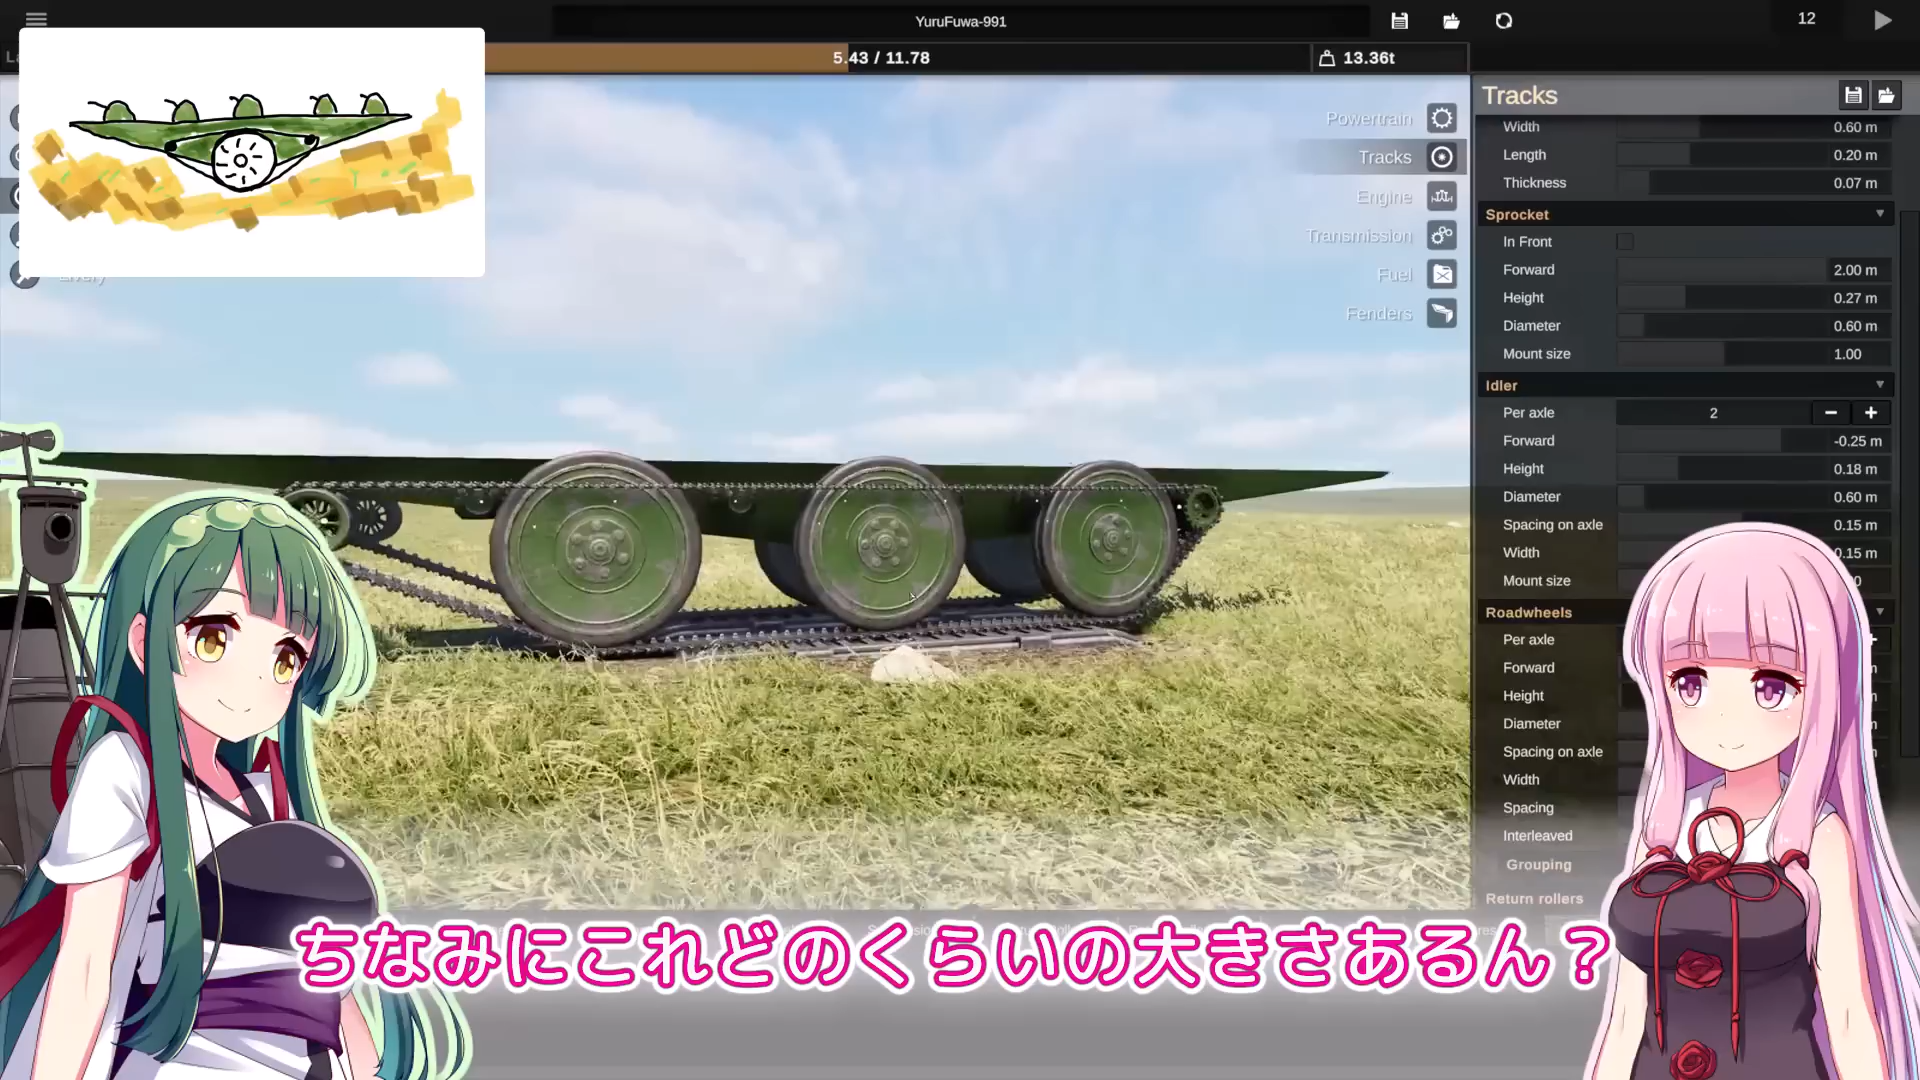 YuruFuwa-991
12
5.43 / 11.78
13.36t
Livery
Powertrain
Tracks
Engine
Transmission
Fuel
Fenders
Tracks
Width 0.60 m
Length 0.20 m
Thickness 0.07 m
Sprocket
In Front
Forward 2.00 m
Height 0.27 m
Diameter 0.60 m
Mount size 1.00
Idler
Per axle 2 − +
Forward -0.25 m
Height 0.18 m
Diameter 0.60 m
Spacing on axle 0.15 m
Width 0.15 m
Mount size
Roadwheels
Per axle
Forward
Height
Diameter
Spacing on axle
Width
Spacing
Interleaved
Grouping
Return rollers
ちなみにこれどのくらいの大きさあるん？